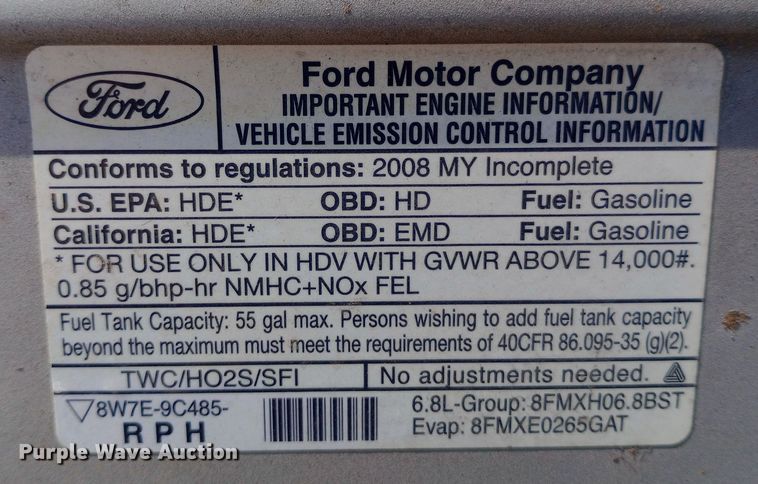 Ford
Ford Motor Company
IMPORTANT ENGINE INFORMATION/
VEHICLE EMISSION CONTROL INFORMATION
Conforms to regulations: 2008 MY Incomplete
U.S. EPA: HDE* OBD: HD Fuel: Gasoline
California: HDE* OBD: EMD Fuel: Gasoline
* FOR USE ONLY IN HDV WITH GVWR ABOVE 14,000#.
0.85 g/bhp-hr NMHC+NOx FEL
Fuel Tank Capacity: 55 gal max. Persons wishing to add fuel tank capacity
beyond the maximum must meet the requirements of 40CFR 86.095-35 (g)(2).
TWC/HO2S/SFI No adjustments needed.
8W7E-9C485-
RPH
6.8L-Group: 8FMXH06.8BST
Evap: 8FMXE0265GAT
Purple Wave Auction